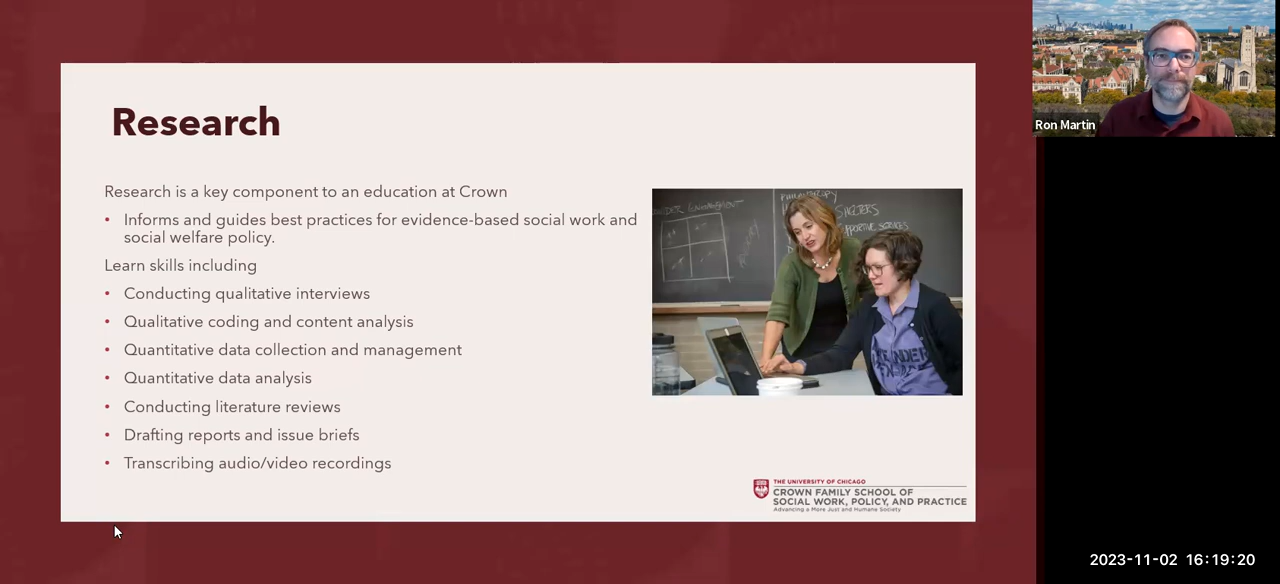 Research
Research is a key component to an education at Crown
• Informs and guides best practices for evidence-based social work and
social welfare policy.
Learn skills including
• Conducting qualitative interviews
• Qualitative coding and content analysis
• Quantitative data collection and management
• Quantitative data analysis
• Conducting literature reviews
• Drafting reports and issue briefs
• Transcribing audio/video recordings
PHILANTHROPY
SHELTERS
THE UNIVERSITY OF CHICAGO
CROWN FAMILY SCHOOL OF
SOCIAL WORK, POLICY, AND PRACTICE
Advancing a More Just and Humane Society
Ron Martin
2023-11-02 16:19:20